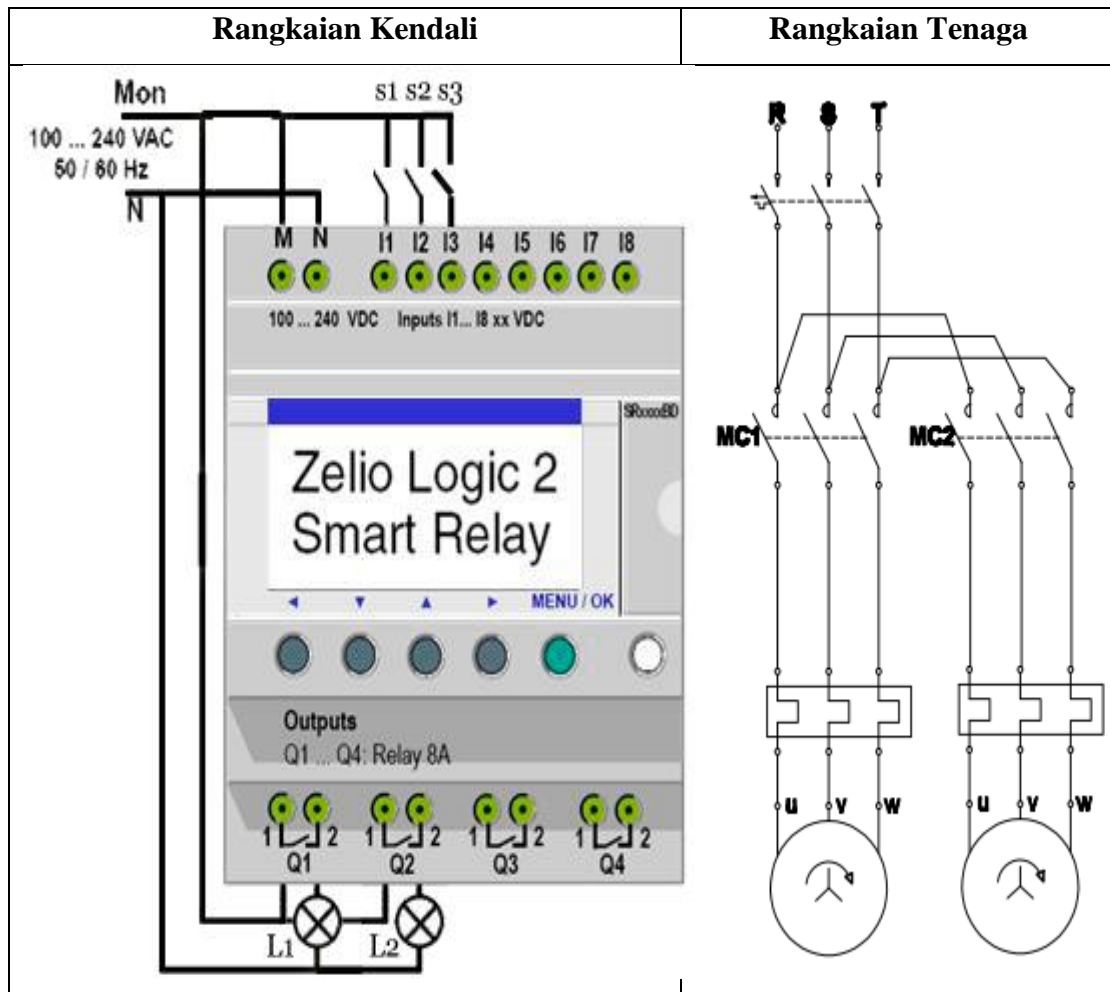 Rangkaian Kendali
Rangkaian Tenaga
Mon
S1 S2 S3
100 ... 240 VAC
50 / 60 Hz
N
M N I1 I2 I3 I4 I5 I6 I7 I8
100 ... 240 VDC Inputs I1... I8 xx VDC
SRxxxxBD
Zelio Logic 2
Smart Relay
MENU / OK
Outputs
Q1 ... Q4: Relay 8A
1 2 1 2 1 2 1 2
Q1 Q2 Q3 Q4
L1 L2
R S T
MC1 MC2
u v w u v w